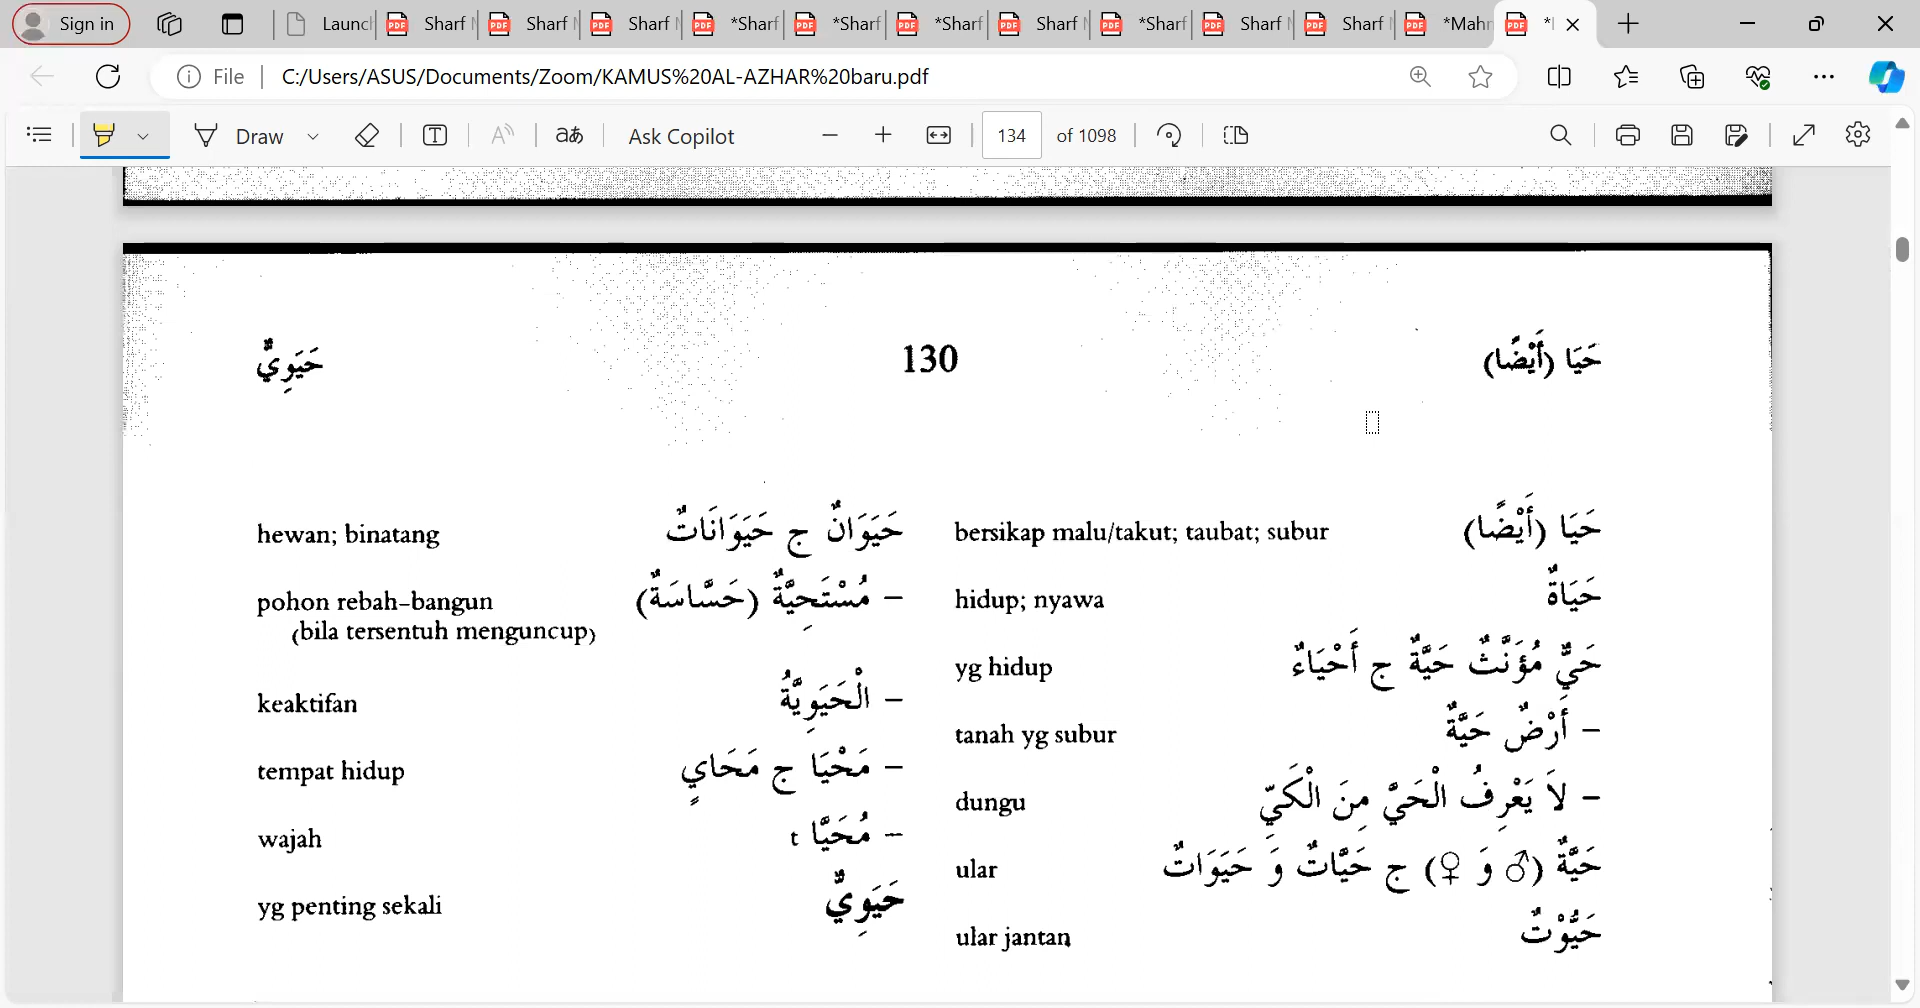 Sign in
Launc
Sharf M
Sharf M
Sharf M
*Sharf
*Sharf
*Sharf
Sharf M
*Sharf
Sharf M
Sharf M
*Mahr
File
C:/Users/ASUS/Documents/Zoom/KAMUS%20AL-AZHAR%20baru.pdf
Draw
Ask Copilot
134 of 1098
حَيَا (أَيْضًا)
130
حَيَوِيٌّ
حَيَا (أَيْضًا) bersikap malu/takut; taubat; subur
حَيَاةٌ hidup; nyawa
حَيٌّ مُؤَنَّثٌ حَيَّةٌ ج أَحْيَاءٌ yg hidup
– أَرْضٌ حَيَّةٌ tanah yg subur
– لاَ يَعْرِفُ الْحَيَّ مِنَ الْكَيِّ dungu
حَيَّةٌ (♂ وَ ♀) ج حَيَّاتٌ وَ حَيَوَاتٌ ular
حَيُّوْتٌ ular jantan
حَيَوَانٌ ج حَيَوَانَاتٌ hewan; binatang
– مُسْتَحِيَّةٌ (حَسَّاسَةٌ) pohon rebah-bangun
(bila tersentuh menguncup)
– الْحَيَوِيَّةُ keaktifan
– مَحْيَا ج مَحَايٍ tempat hidup
– مُحَيَّا t wajah
حَيَوِيٌّ yg penting sekali